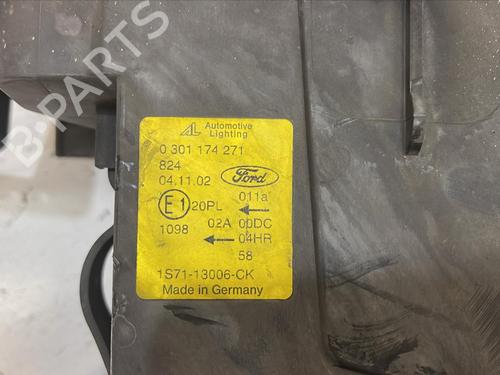 B-PARTS
AL Automotive Lighting
0 301 174 271
824
04.11.02
Ford
E1
20PL
011a
1098
02A
00DC
04HR
58
1S71-13006-CK
Made in Germany